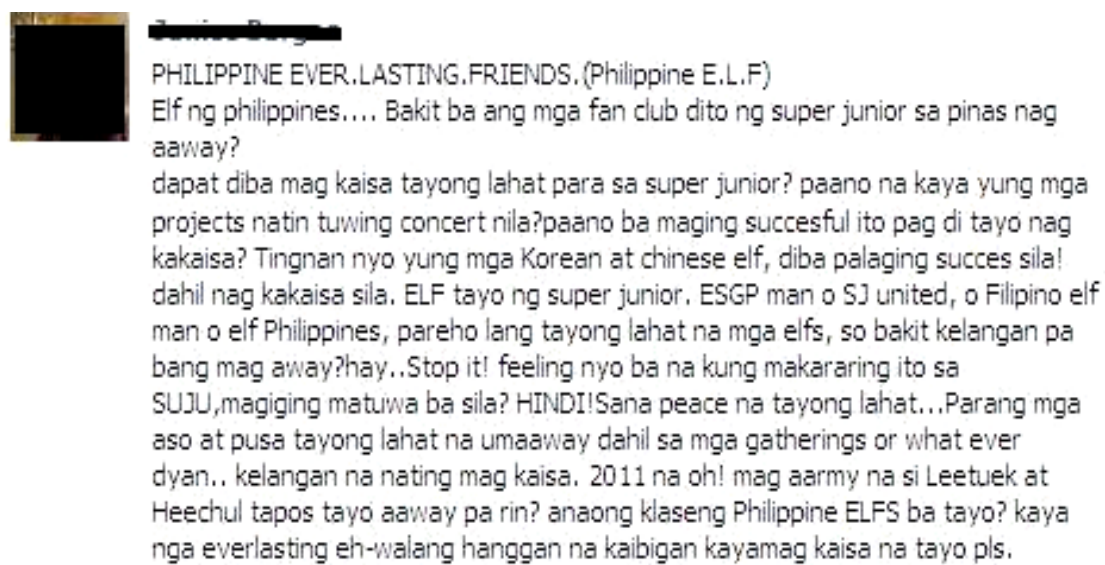 PHILIPPINE EVER.LASTING.FRIENDS.(Philippine E.L.F)
Elf ng philippines.... Bakit ba ang mga fan club dito ng super junior sa pinas nag
aaway?
dapat diba mag kaisa tayong lahat para sa super junior? paano na kaya yung mga
projects natin tuwing concert nila?paano ba maging succesful ito pag di tayo nag
kakaisa? Tingnan nyo yung mga Korean at chinese elf, diba palaging succes sila!
dahil nag kakaisa sila. ELF tayo ng super junior. ESGP man o SJ united, o Filipino elf
man o elf Philippines, pareho lang tayong lahat na mga elfs, so bakit kelangan pa
bang mag away?hay..Stop it! feeling nyo ba na kung makararing ito sa
SUJU,magiging matuwa ba sila? HINDI!Sana peace na tayong lahat...Parang mga
aso at pusa tayong lahat na umaaway dahil sa mga gatherings or what ever
dyan.. kelangan na nating mag kaisa. 2011 na oh! mag aarmy na si Leetuek at
Heechul tapos tayo aaway pa rin? anaong klaseng Philippine ELFS ba tayo? kaya
nga everlasting eh-walang hanggan na kaibigan kayamag kaisa na tayo pls.